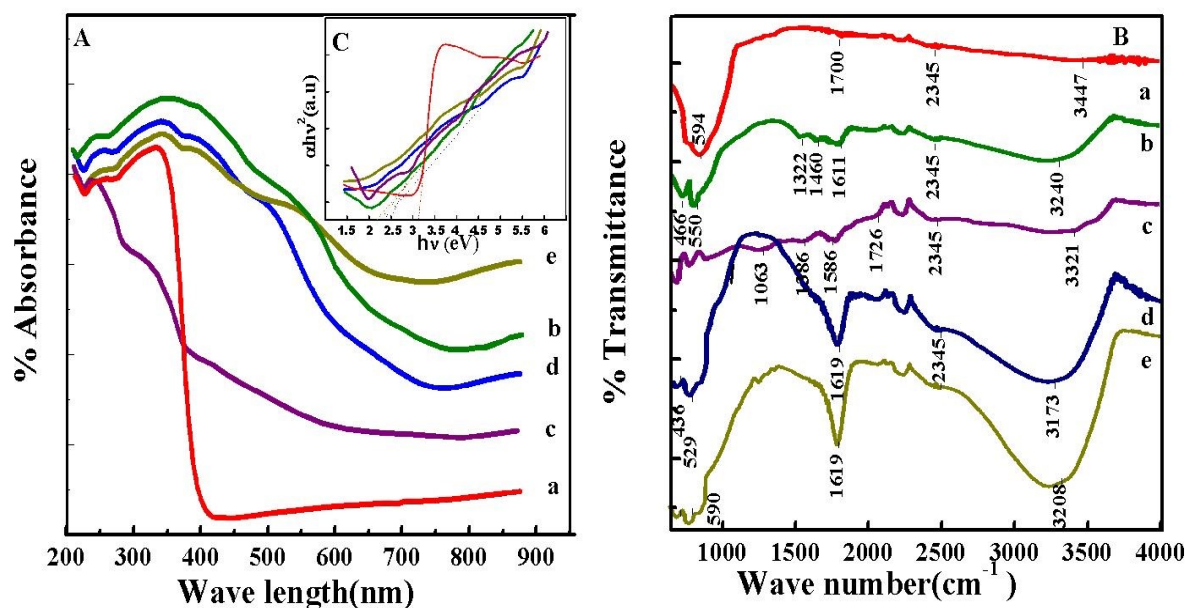 A
C
αhν²(a.u)
1.5 2 2.5 3 3.5 4 4.5 5 5.5 6
hν (eV)
% Absorbance
e
b
d
c
a
200 300 400 500 600 700 800 900
Wave length(nm)
B
% Transmittance
594
1700
2345
3447
a
466
550
1322
1460
1611
2345
3240
b
1063
1386
1586
1726
2345
3321
c
436
529
1619
2345
3173
d
590
1619
3208
e
1000 1500 2000 2500 3000 3500 4000
Wave number(cm⁻¹)